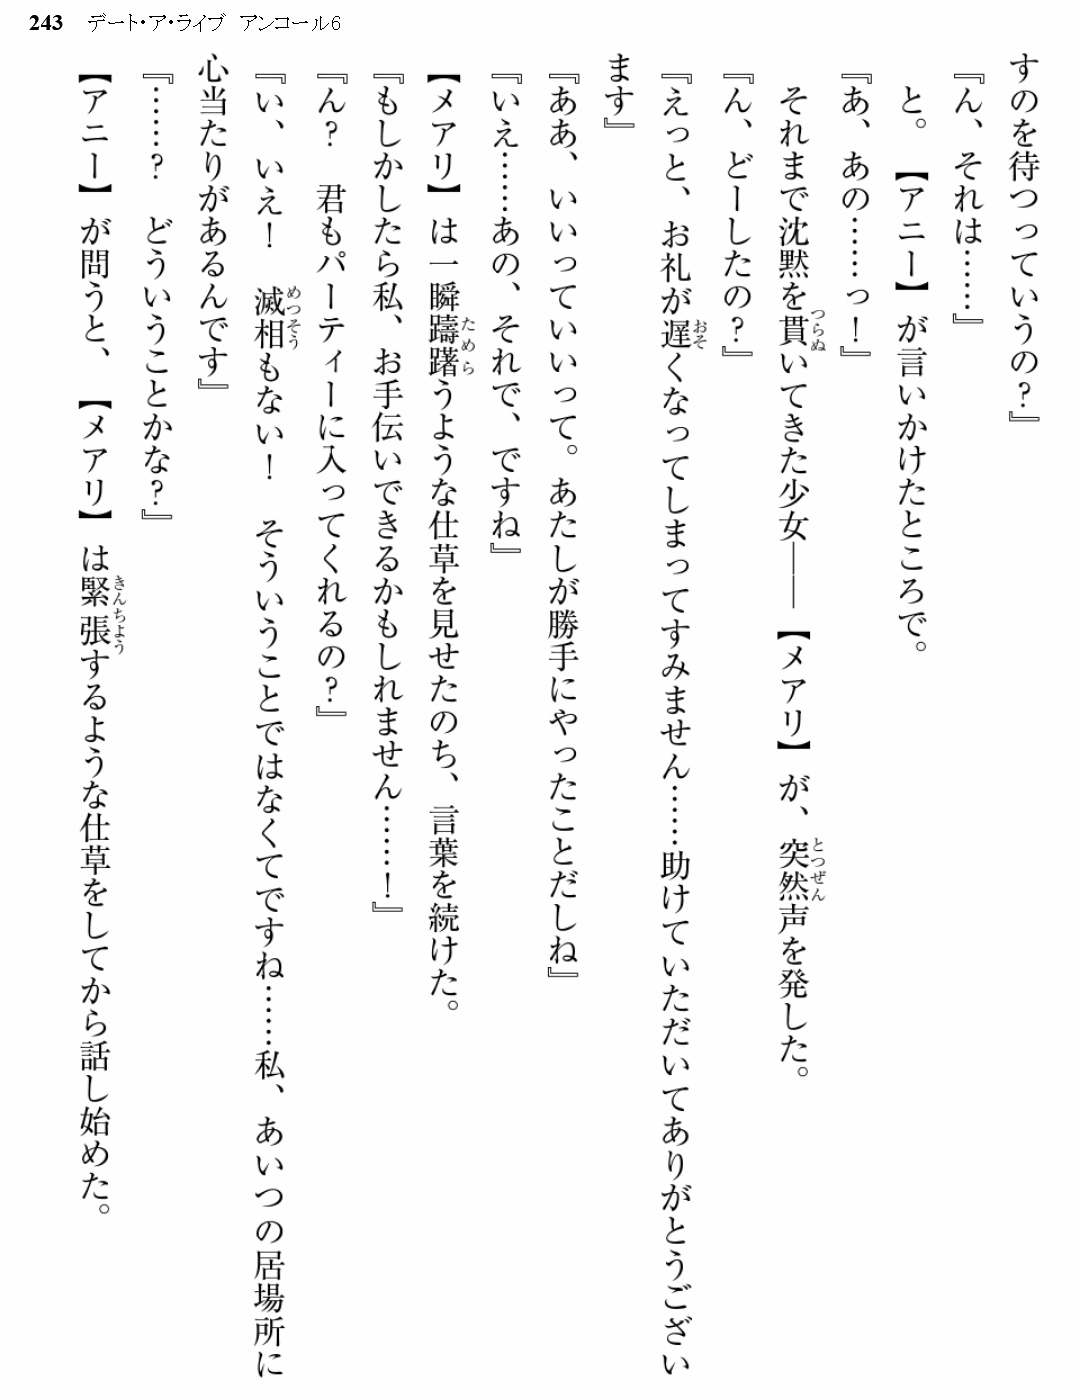 243 デート・ア・ライブ アンコール6
すのを待つっていうの？』
『ん、それは……』
　と。【アニー】が言いかけたところで。
『あ、あの……っ！』
　それまで沈黙を貫いてきた少女――【メアリ】が、突然声を発した。
『ん、どーしたの？』
『えっと、お礼が遅くなってしまってすみません……助けていただいてありがとうござい
ます』
『ああ、いいっていいって。あたしが勝手にやったことだしね』
『いえ……あの、それで、ですね』
【メアリ】は一瞬躊躇うような仕草を見せたのち、言葉を続けた。
『もしかしたら私、お手伝いできるかもしれません……！』
『ん？　君もパーティーに入ってくれるの？』
『い、いえ！　滅相もない！　そういうことではなくてですね……私、あいつの居場所に
心当たりがあるんです』
『……？　どういうことかな？』
【アニー】が問うと、【メアリ】は緊張するような仕草をしてから話し始めた。